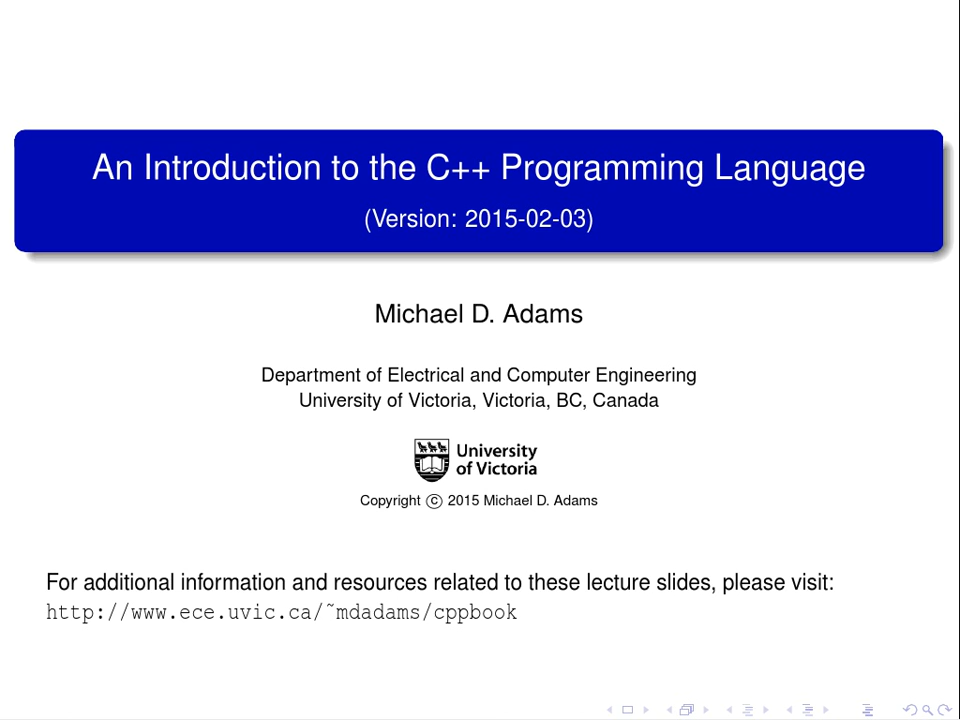 An Introduction to the C++ Programming Language
(Version: 2015-02-03)
Michael D. Adams
Department of Electrical and Computer Engineering
University of Victoria, Victoria, BC, Canada
University
of Victoria
Copyright © 2015 Michael D. Adams
For additional information and resources related to these lecture slides, please visit:
http://www.ece.uvic.ca/˜mdadams/cppbook